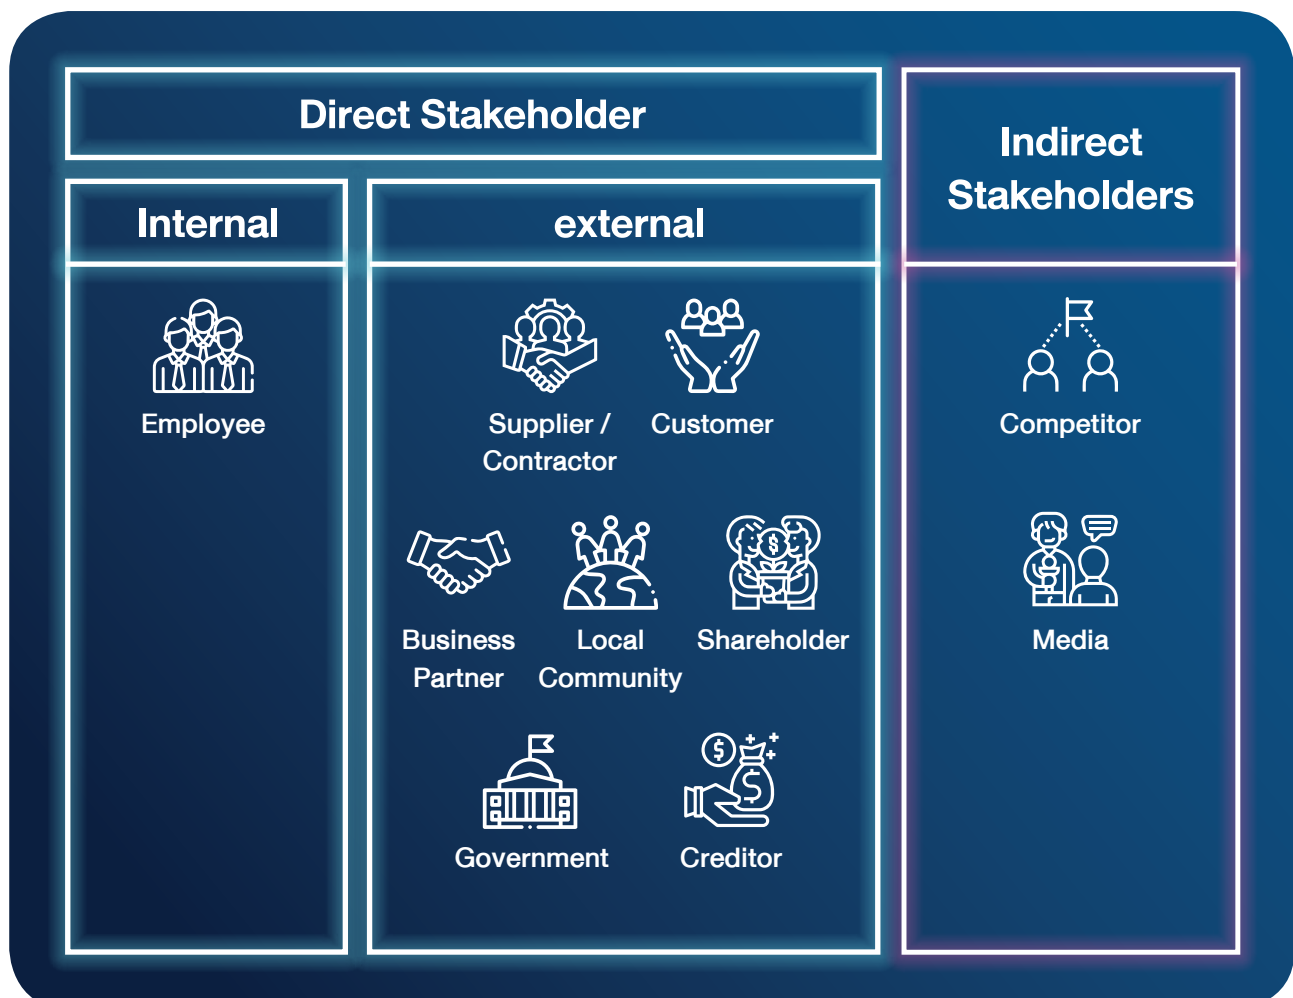 Direct Stakeholder
Indirect
Stakeholders
Internal
external
Employee
Supplier /
Contractor
Customer
Business
Partner
Local
Community
Shareholder
Government
Creditor
Competitor
Media